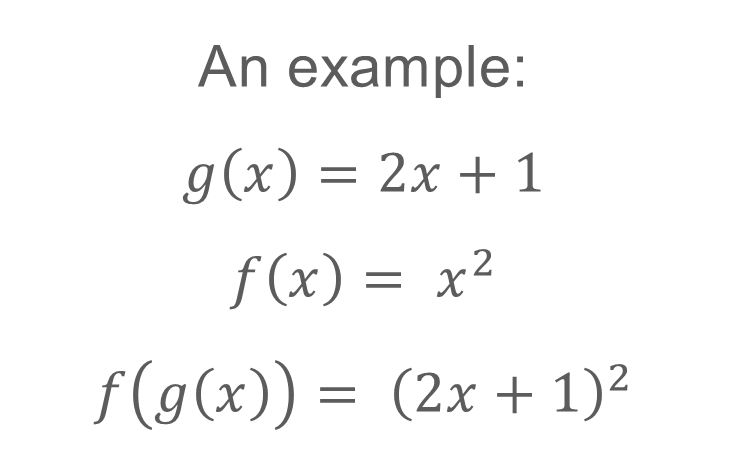 An example:
g(x) = 2x + 1
f(x) = x²
f(g(x)) = (2x + 1)²